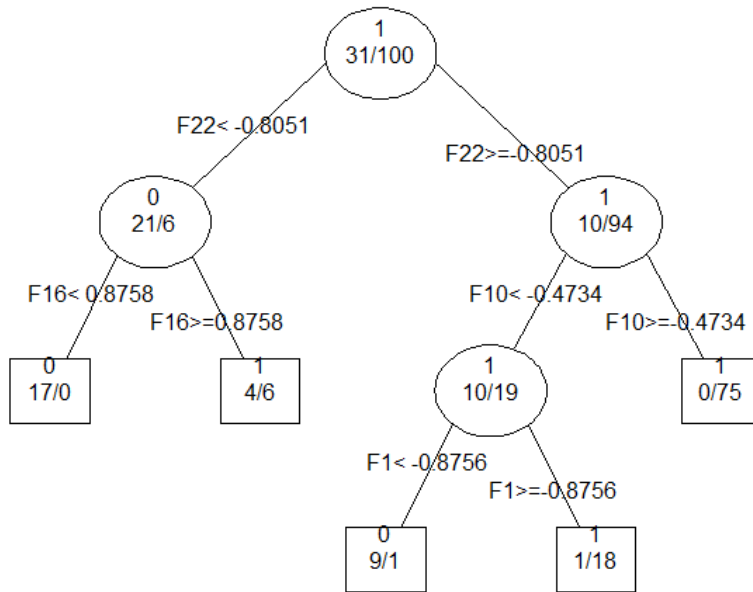 1
31/100
F22< -0.8051
F22>=-0.8051
0
21/6
1
10/94
F16< 0.8758
F16>=0.8758
F10< -0.4734
F10>=-0.4734
0
17/0
1
4/6
1
10/19
1
0/75
F1< -0.8756
F1>=-0.8756
0
9/1
1
1/18